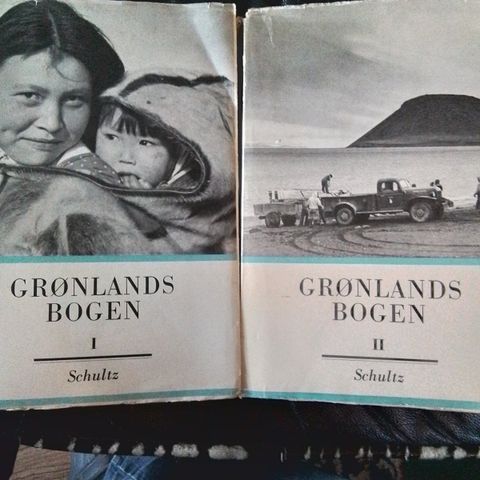 GRØNLANDS
BOGEN
I
Schultz
GRØNLANDS
BOGEN
II
Schultz